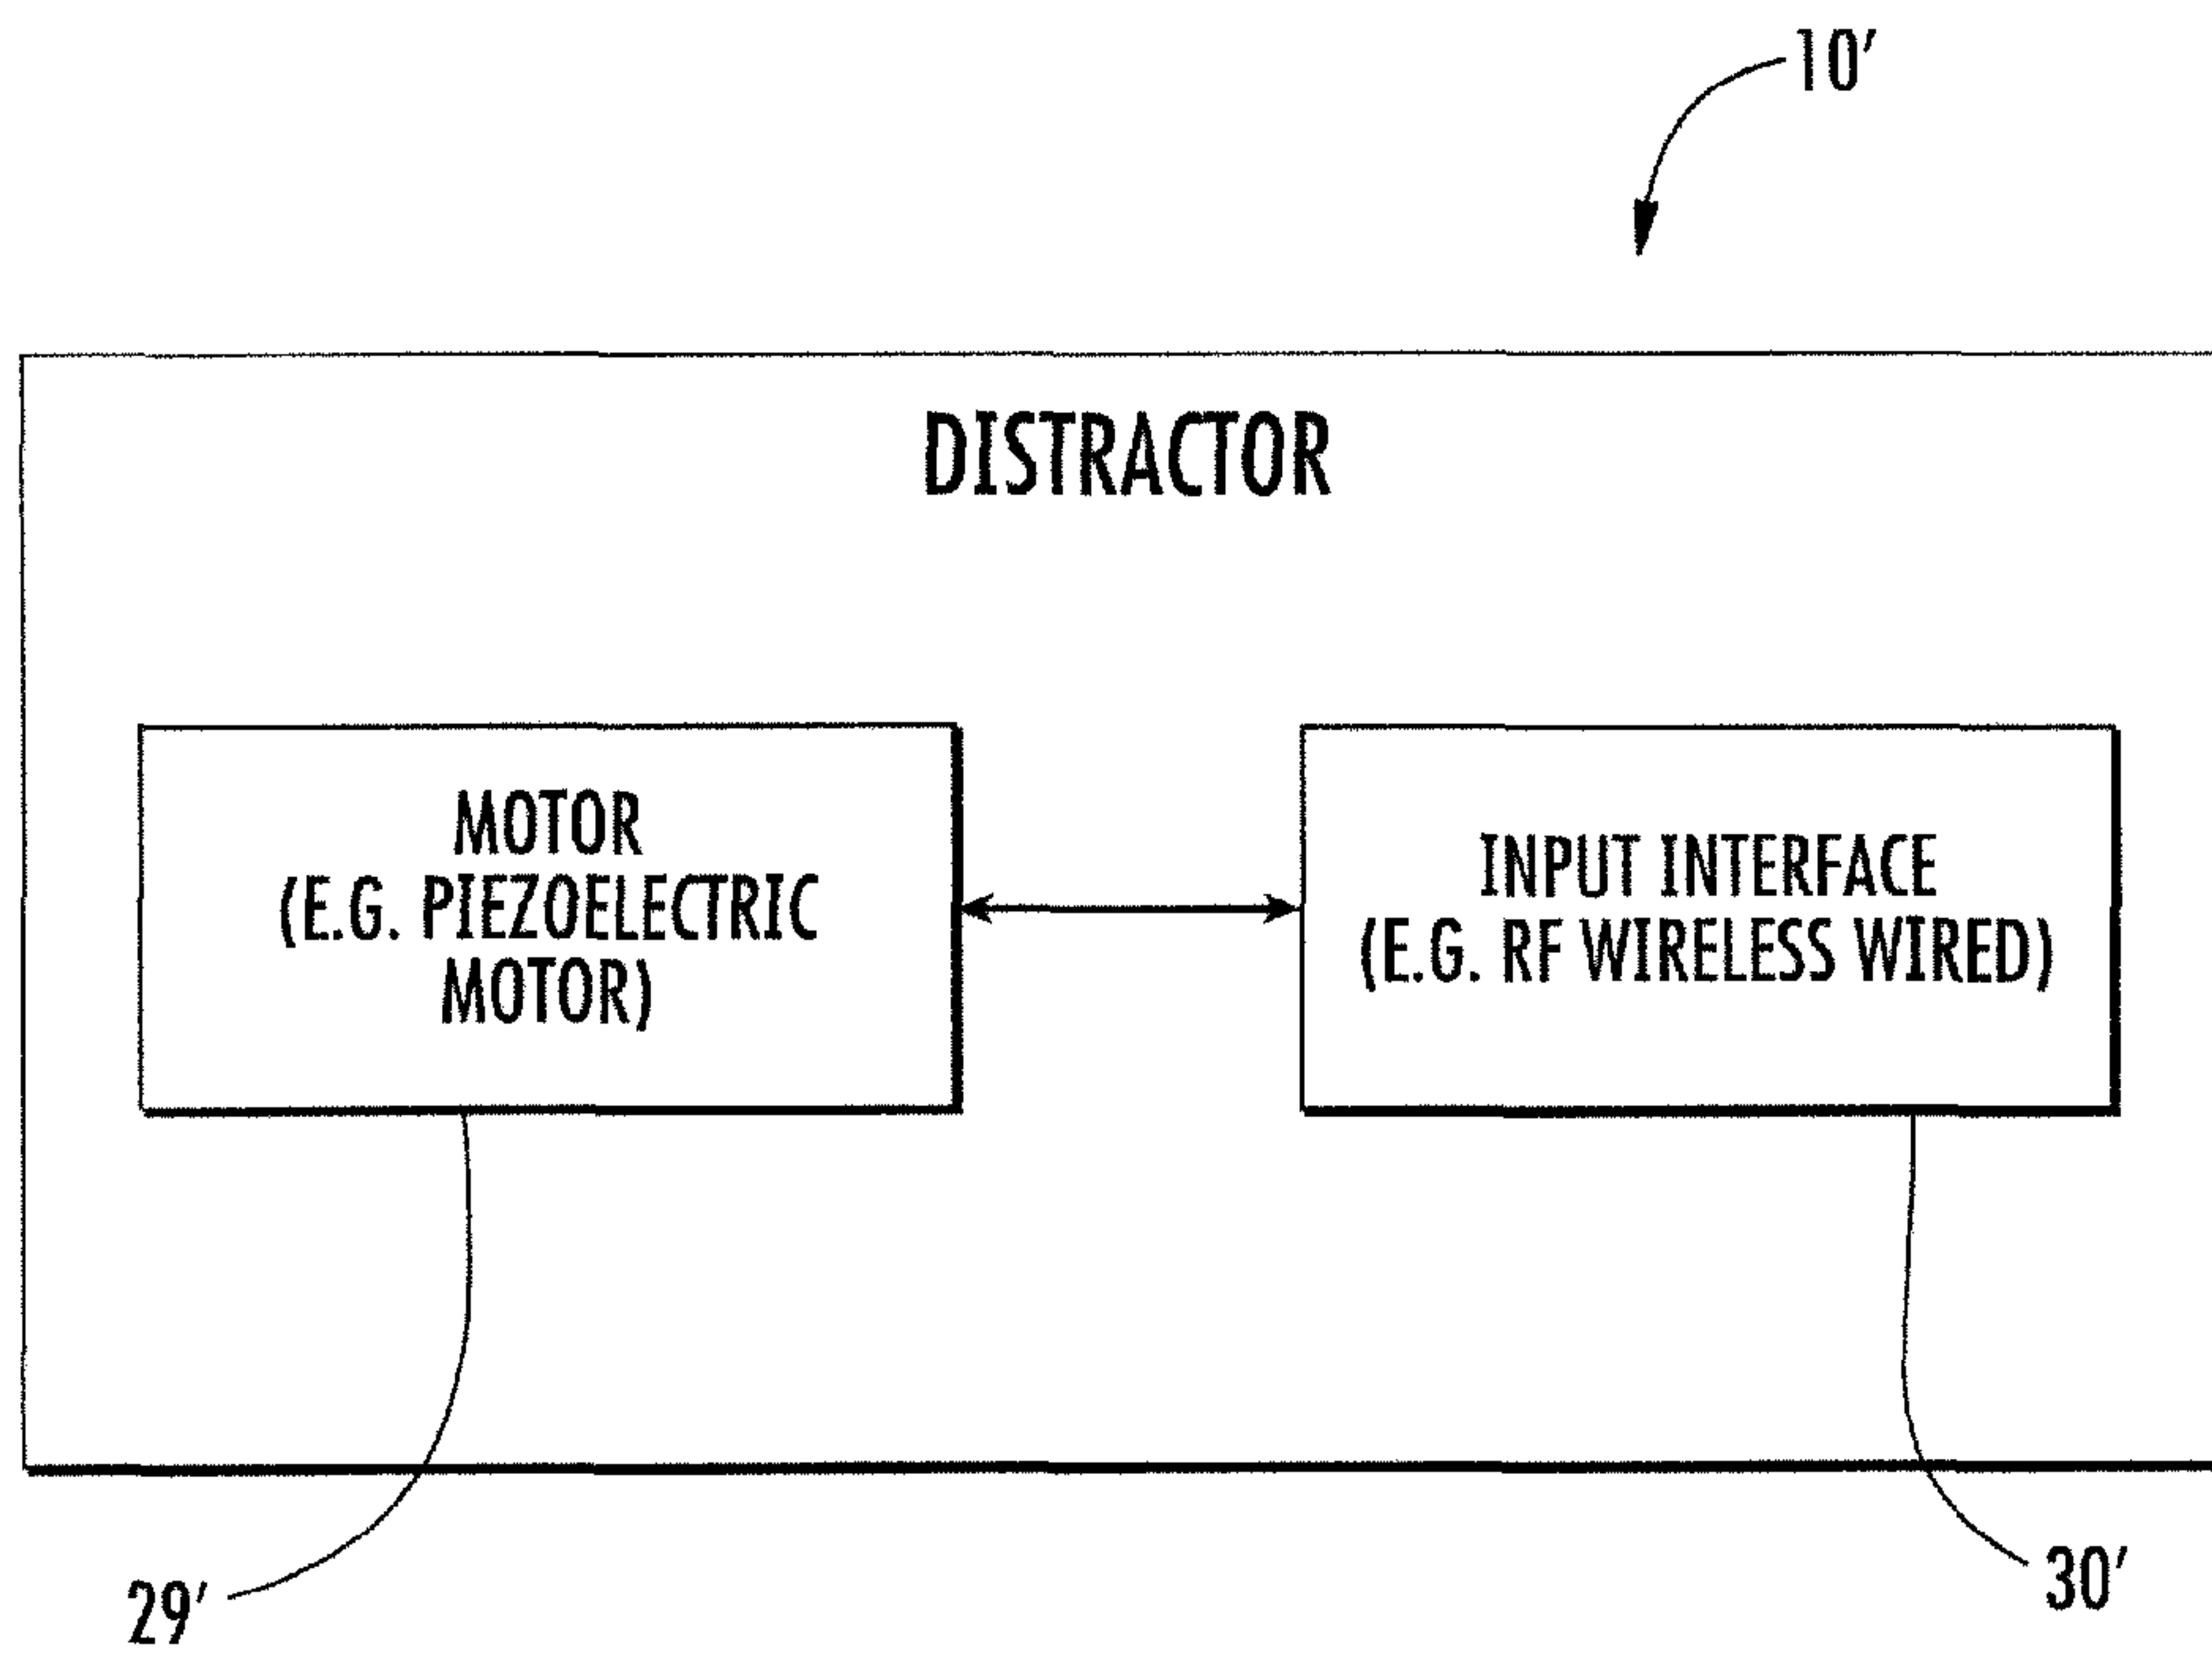 10'
DISTRACTOR
MOTOR
(E.G. PIEZOELECTRIC
MOTOR)
INPUT INTERFACE
(E.G. RF WIRELESS WIRED)
29'
30'